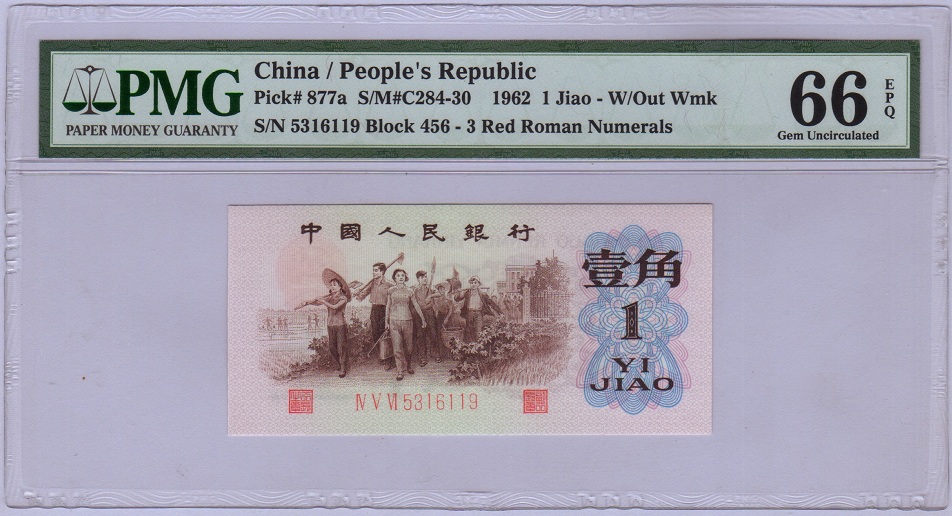 PMG
PAPER MONEY GUARANTY
China / People's Republic
Pick# 877a S/M#C284-30 1962 1 Jiao - W/Out Wmk
S/N 5316119 Block 456 - 3 Red Roman Numerals
66 EPQ
Gem Uncirculated
中國人民銀行
壹角
1
YI
JIAO
Ⅳ Ⅴ Ⅵ 5316119